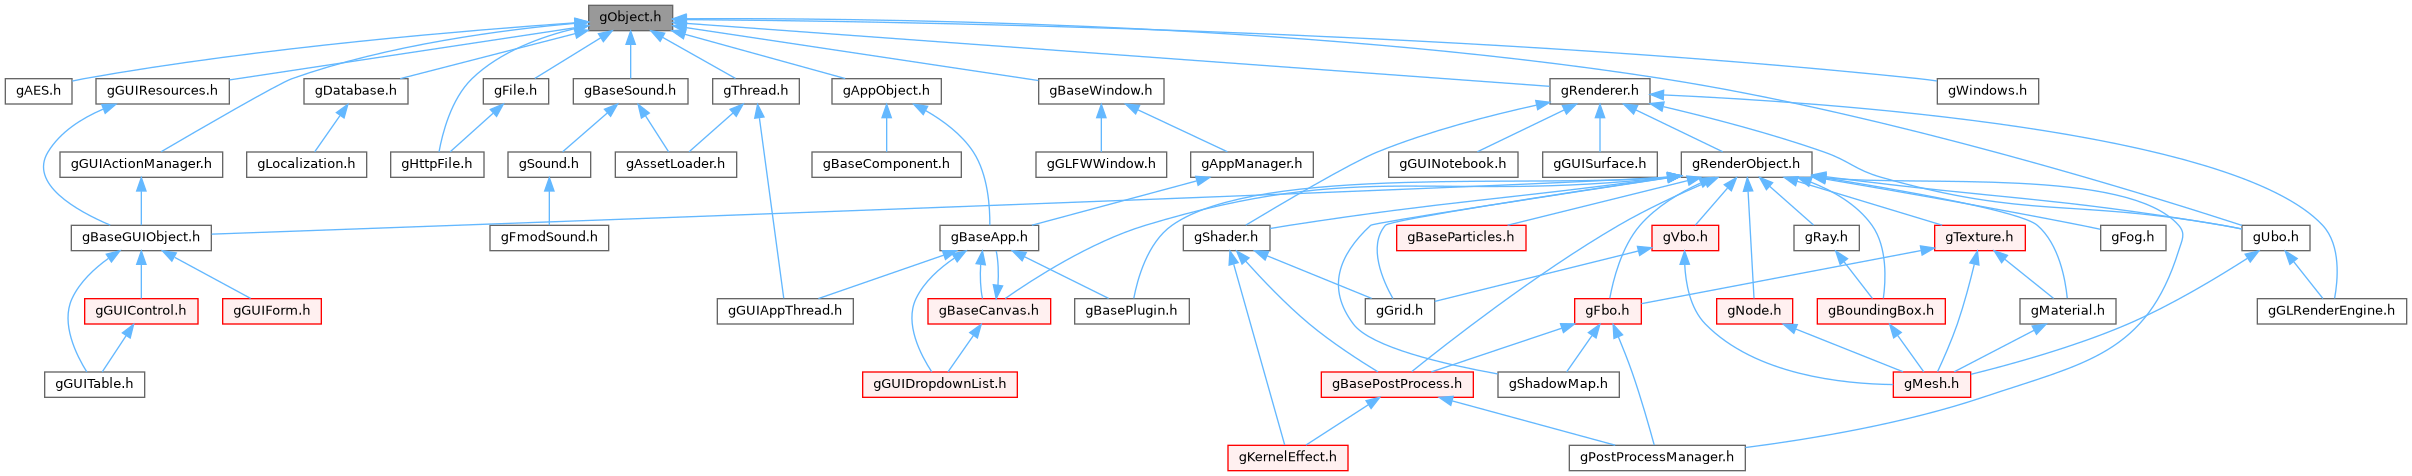 gObject.h
gAES.h
gGUIResources.h
gDatabase.h
gFile.h
gBaseSound.h
gThread.h
gAppObject.h
gBaseWindow.h
gRenderer.h
gWindows.h
gGUIActionManager.h
gLocalization.h
gHttpFile.h
gSound.h
gAssetLoader.h
gBaseComponent.h
gGLFWWindow.h
gAppManager.h
gGUINotebook.h
gGUISurface.h
gRenderObject.h
gBaseGUIObject.h
gFmodSound.h
gBaseApp.h
gShader.h
gBaseParticles.h
gVbo.h
gRay.h
gTexture.h
gFog.h
gUbo.h
gGUIControl.h
gGUIForm.h
gGUIAppThread.h
gBaseCanvas.h
gBasePlugin.h
gGrid.h
gFbo.h
gNode.h
gBoundingBox.h
gMaterial.h
gGLRenderEngine.h
gGUITable.h
gGUIDropdownList.h
gBasePostProcess.h
gShadowMap.h
gMesh.h
gKernelEffect.h
gPostProcessManager.h